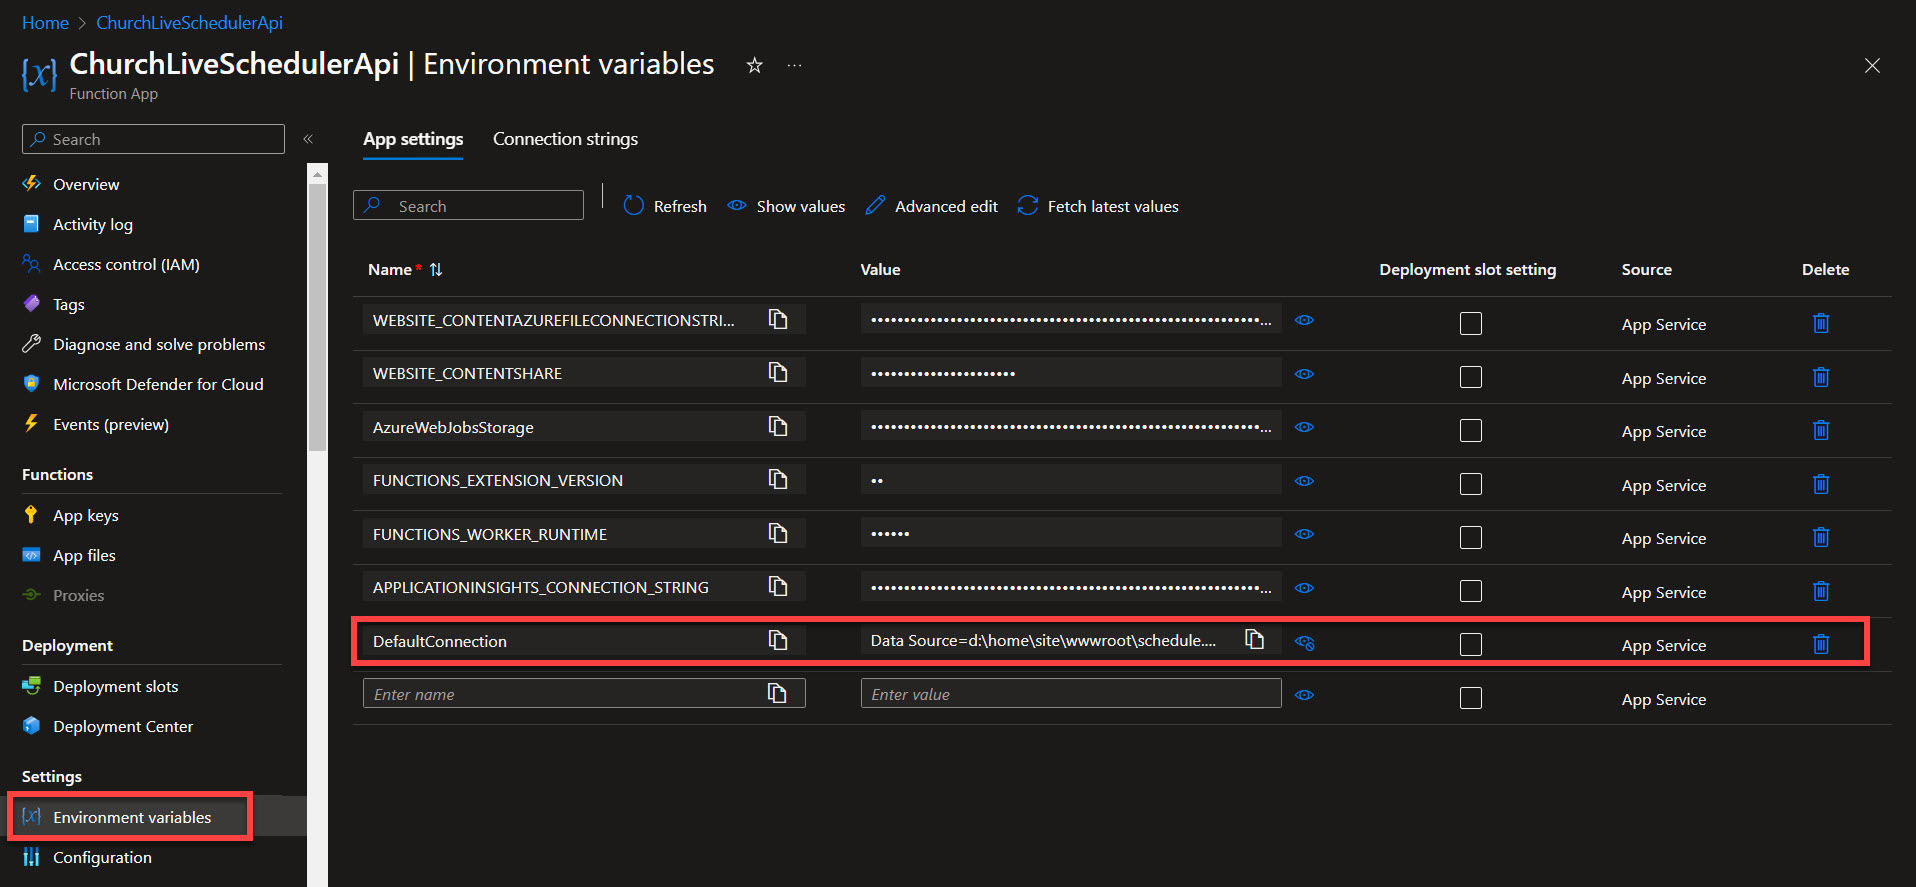 Home > ChurchLiveSchedulerApi
ChurchLiveSchedulerApi | Environment variables
Function App
Search
Overview
Activity log
Access control (IAM)
Tags
Diagnose and solve problems
Microsoft Defender for Cloud
Events (preview)
Functions
App keys
App files
Proxies
Deployment
Deployment slots
Deployment Center
Settings
Environment variables
Configuration
App settings Connection strings
Search Refresh Show values Advanced edit Fetch latest values
Name * Value Deployment slot setting Source Delete
WEBSITE_CONTENTAZUREFILECONNECTIONSTRI... App Service
WEBSITE_CONTENTSHARE App Service
AzureWebJobsStorage App Service
FUNCTIONS_EXTENSION_VERSION App Service
FUNCTIONS_WORKER_RUNTIME App Service
APPLICATIONINSIGHTS_CONNECTION_STRING App Service
DefaultConnection Data Source=d:\home\site\wwwroot\schedule.... App Service
Enter name Enter value App Service